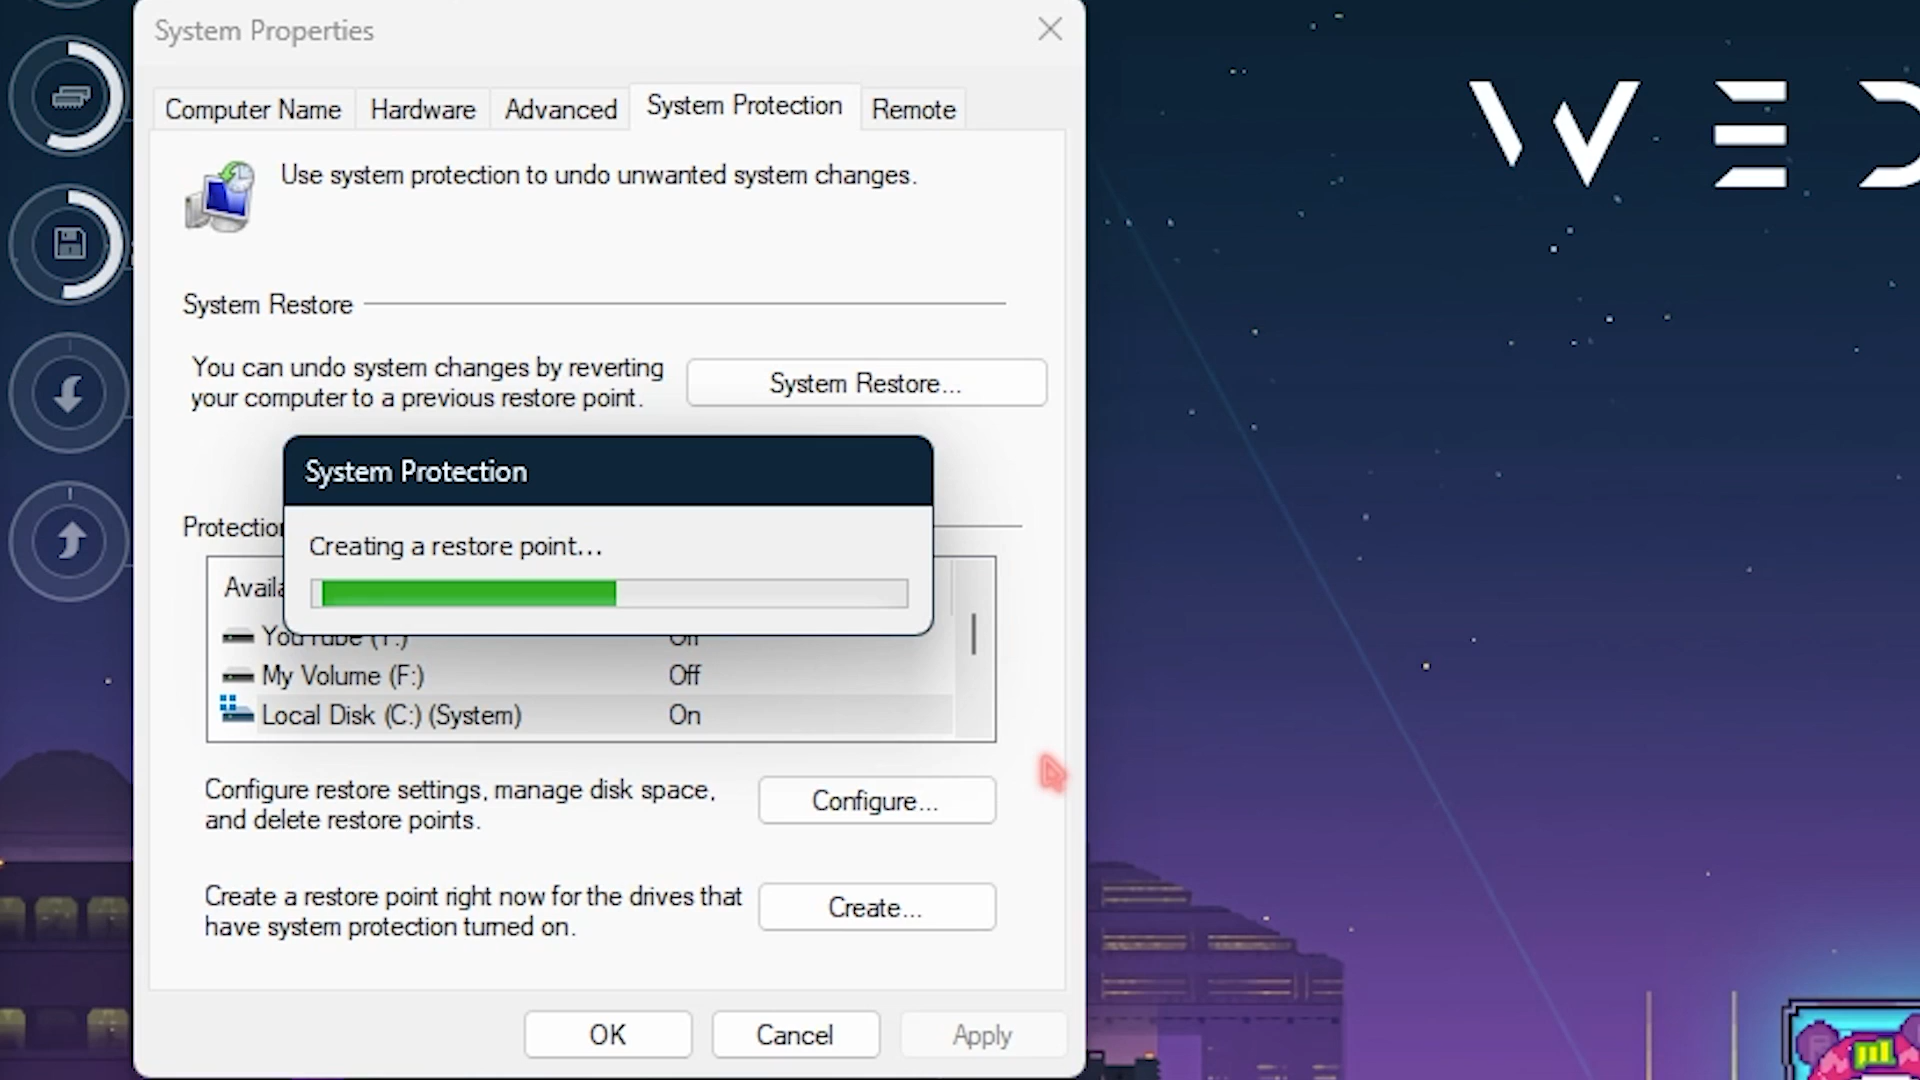 System Properties
Computer Name
Hardware
Advanced
System Protection
Remote
Use system protection to undo unwanted system changes.
System Restore
You can undo system changes by reverting
your computer to a previous restore point.
System Restore...
System Protection
Creating a restore point...
My Volume (F:) Off
Local Disk (C:) (System) On
Configure restore settings, manage disk space,
and delete restore points.
Configure...
Create a restore point right now for the drives that
have system protection turned on.
Create...
OK
Cancel
Apply
WED